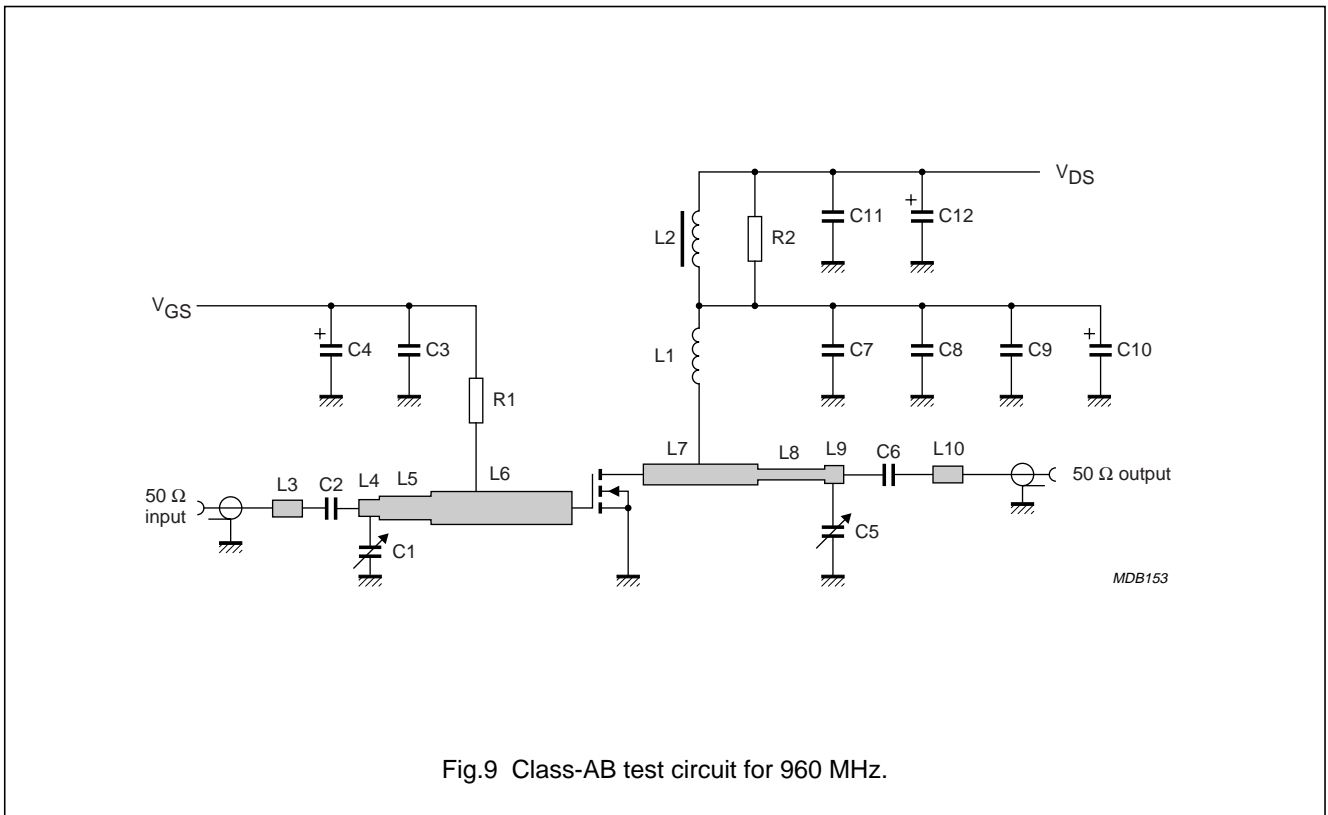 VDS
C11
C12
+
L2
R2
VGS
+
C4
C3
L1
C7
C8
C9
+
C10
R1
50 Ω
input
L3
C2
L4
L5
L6
C1
L7
L8
L9
C6
L10
50 Ω output
C5
MDB153
Fig.9 Class-AB test circuit for 960 MHz.